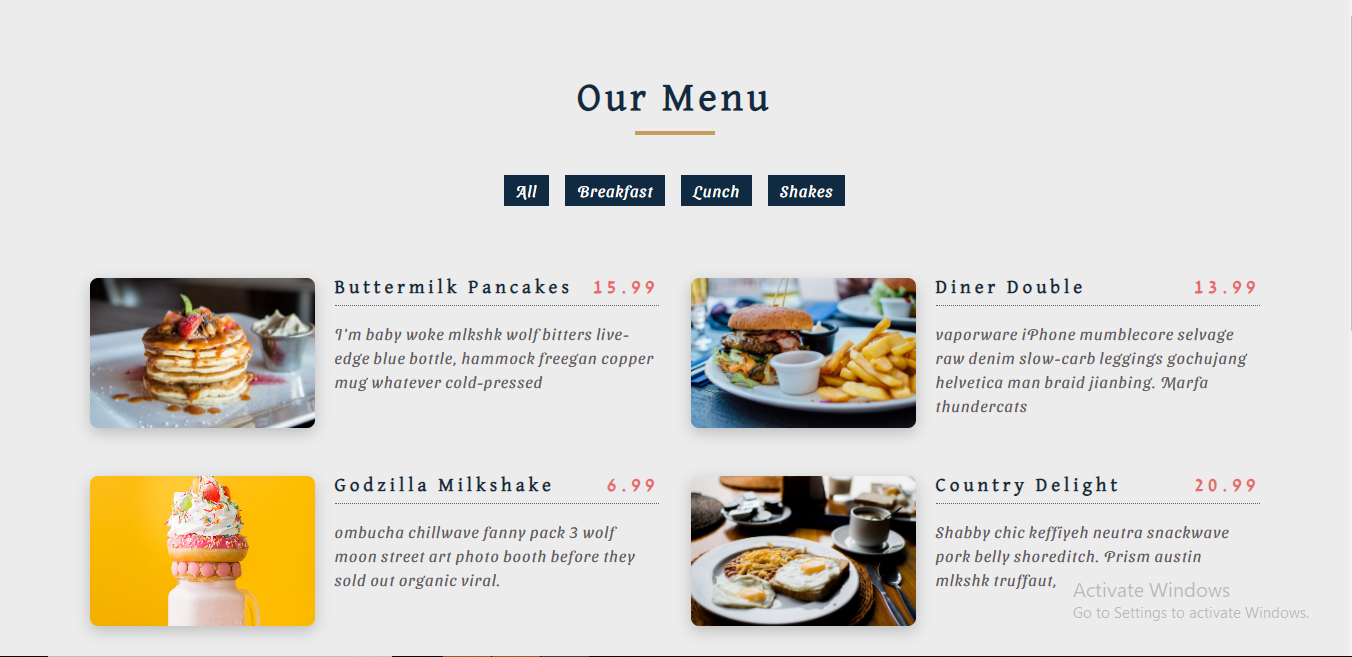 Our Menu
All Breakfast Lunch Shakes
Buttermilk Pancakes 15.99
I'm baby woke mlkshk wolf bitters live-
edge blue bottle, hammock freegan copper
mug whatever cold-pressed
Diner Double 13.99
vaporware iPhone mumblecore selvage
raw denim slow-carb leggings gochujang
helvetica man braid jianbing. Marfa
thundercats
Godzilla Milkshake 6.99
ombucha chillwave fanny pack 3 wolf
moon street art photo booth before they
sold out organic viral.
Country Delight 20.99
Shabby chic keffiyeh neutra snackwave
pork belly shoreditch. Prism austin
mlkshk truffaut,
Activate Windows
Go to Settings to activate Windows.